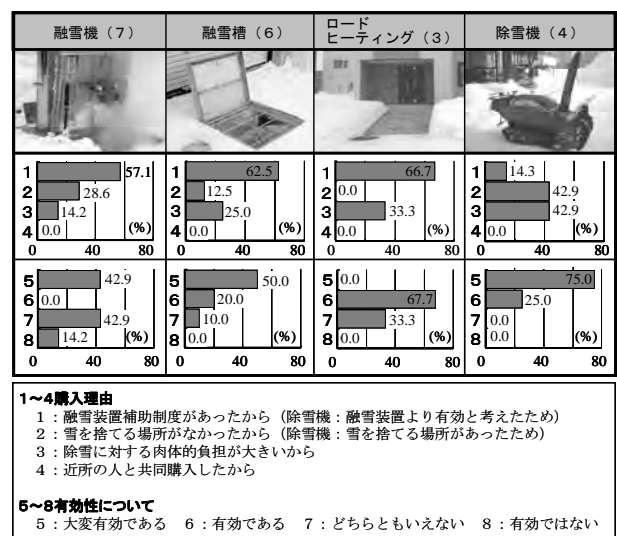 融雪機（7） 融雪槽（6） ロード
ヒーティング（3） 除雪機（4）
1 57.1
2 28.6
3 14.2
4 0.0 (%)
0 40 80
1 62.5
2 12.5
3 25.0
4 0.0 (%)
0 40 80
1 66.7
2 0.0
3 33.3
4 0.0 (%)
0 40 80
1 14.3
2 42.9
3 42.9
4 0.0 (%)
0 40 80
5 42.9
6 0.0
7 42.9
8 14.2 (%)
0 40 80
5 50.0
6 20.0
7 10.0
8 0.0 (%)
0 40 80
5 0.0
6 67.7
7 33.3
8 0.0 (%)
0 40 80
5 75.0
6 25.0
7 0.0
8 0.0 (%)
0 40 80
1～4購入理由
1：融雪装置補助制度があったから（除雪機：融雪装置より有効と考えたため）
2：雪を捨てる場所がなかったから（除雪機：雪を捨てる場所があったため）
3：除雪に対する肉体的負担が大きいから
4：近所の人と共同購入したから
5～8有効性について
5：大変有効である 6：有効である 7：どちらともいえない 8：有効ではない